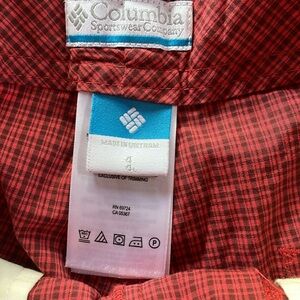 Columbia
Sportswear Company
MADE IN VIETNAM
4
EXCLUSIVE OF TRIMMING
RN 69724
CA 05367